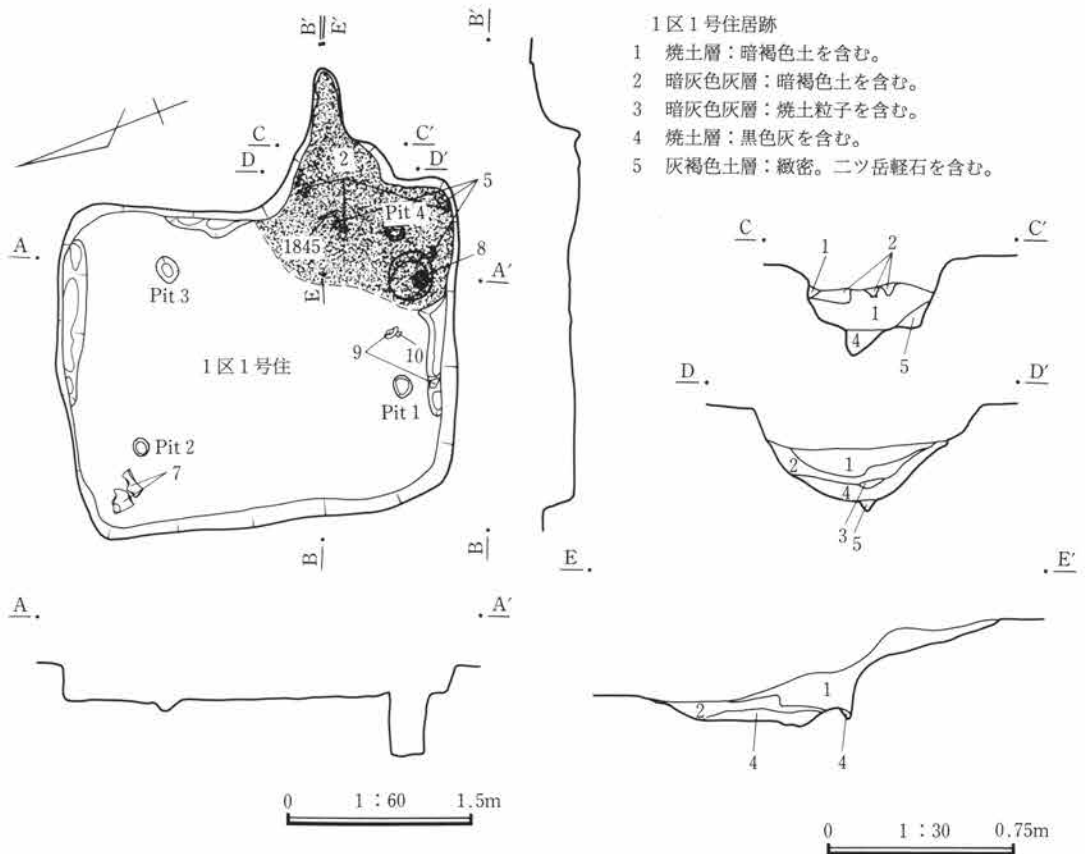 1区1号住居跡
1 焼土層：暗褐色土を含む。
2 暗灰色灰層：暗褐色土を含む。
3 暗灰色灰層：焼土粒子を含む。
4 焼土層：黒色灰を含む。
5 灰褐色土層：緻密。二ツ岳軽石を含む。
B′ E′
B′
C C′
D D′
2
5
Pit 4
1845
8
A A′
E
Pit 3
9 10
1区1号住
Pit 1
Pit 2
7
B B
A A′
0 1：60 1.5m
C C′
1 2
1
4
5
D D′
1
2
4
3
5
E E′
1
2
4 4
0 1：30 0.75m